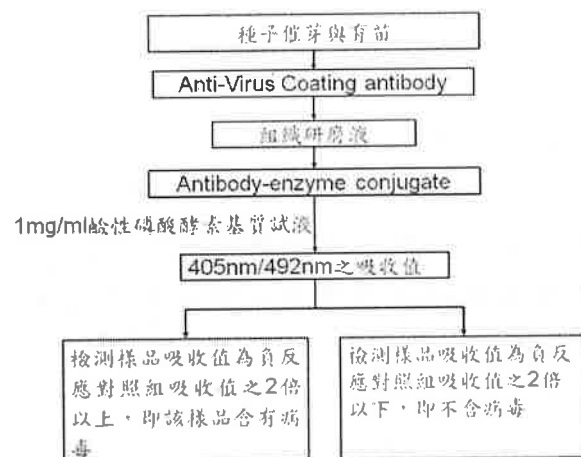 種子催芽與育苗
Anti-Virus Coating antibody
組織研磨液
Antibody-enzyme conjugate
1mg/ml鹼性磷酸酵素基質試液
405nm/492nm之吸收值
檢測樣品吸收值為負反
應對照組吸收值之2倍
以上，即該樣品含有病
毒
檢測樣品吸收值為負反
應對照組吸收值之2倍
以下，即不含病毒